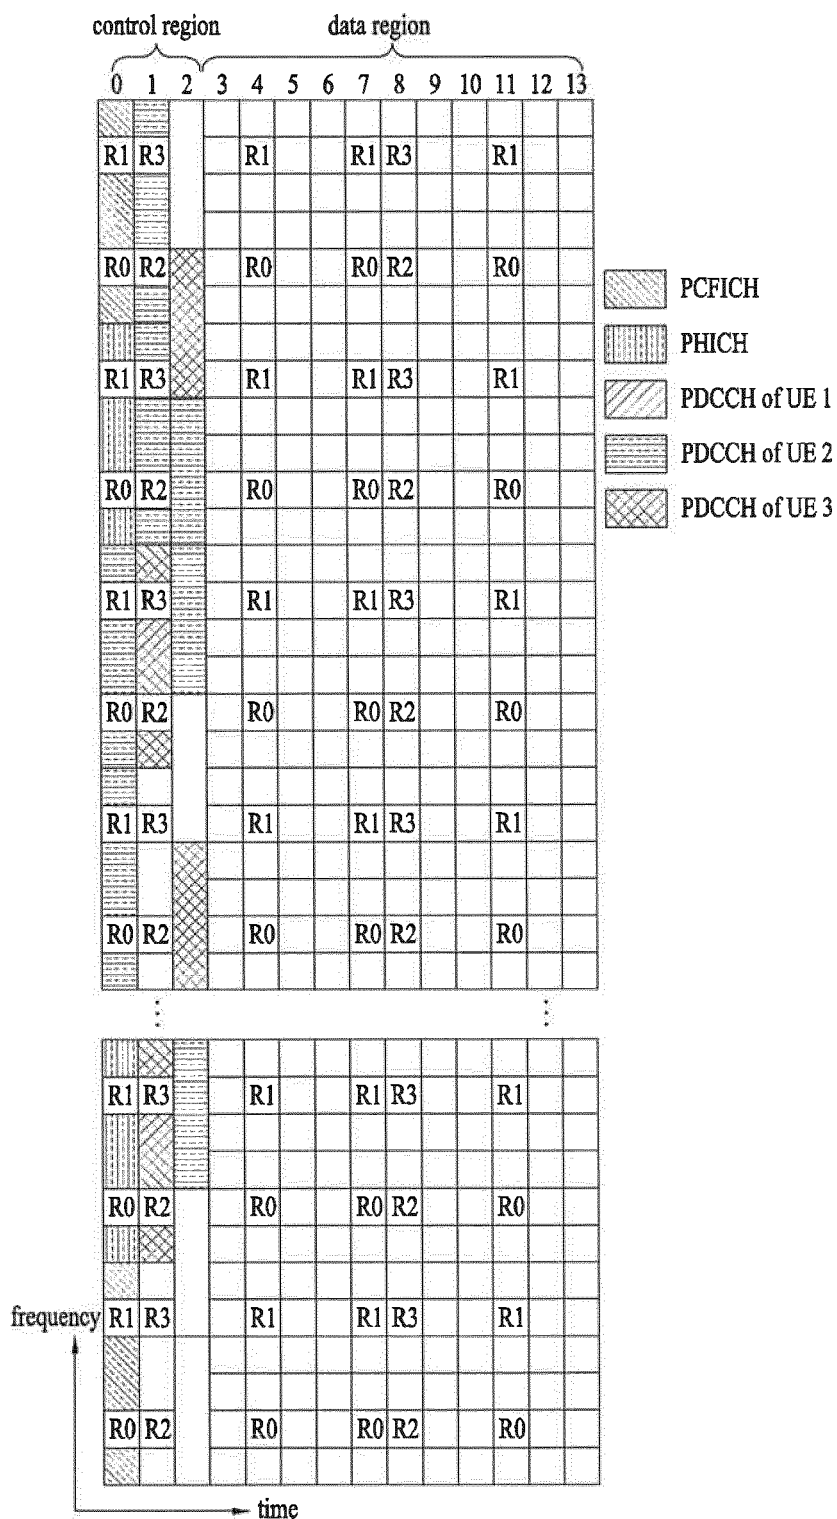 control region data region
0 1 2 3 4 5 6 7 8 9 10 11 12 13
R1 R3 R1 R1 R3 R1
R0 R2 R0 R0 R2 R0
PCFICH
PHICH
R1 R3 R1 R1 R3 R1
PDCCH of UE 1
PDCCH of UE 2
R0 R2 R0 R0 R2 R0
PDCCH of UE 3
R1 R3 R1 R1 R3 R1
R0 R2 R0 R0 R2 R0
R1 R3 R1 R1 R3 R1
R0 R2 R0 R0 R2 R0
R1 R3 R1 R1 R3 R1
R0 R2 R0 R0 R2 R0
frequency R1 R3 R1 R1 R3 R1
R0 R2 R0 R0 R2 R0
time